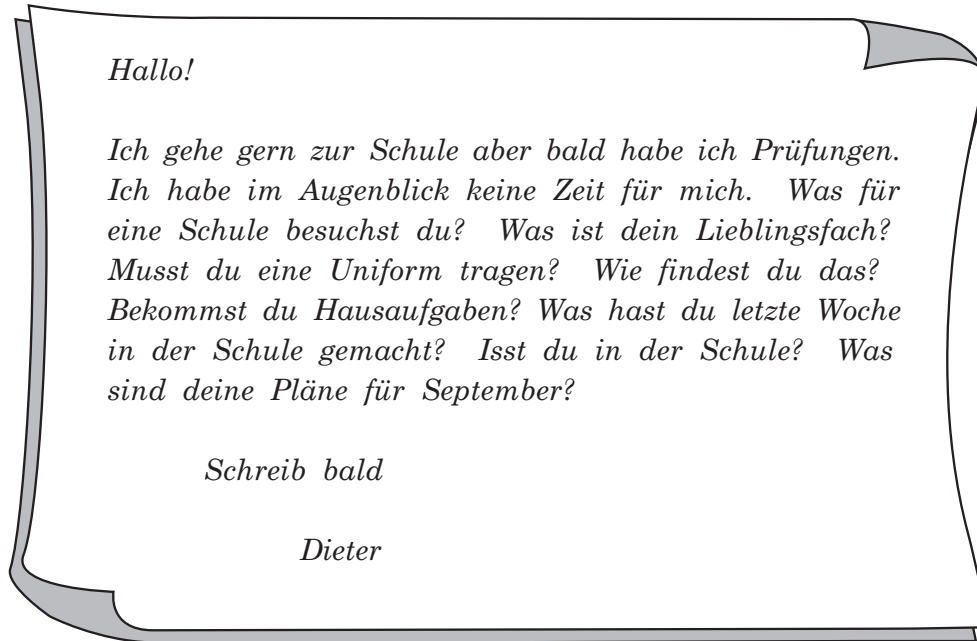 Hallo!
Ich gehe gern zur Schule aber bald habe ich Prüfungen.
Ich habe im Augenblick keine Zeit für mich. Was für
eine Schule besuchst du? Was ist dein Lieblingsfach?
Musst du eine Uniform tragen? Wie findest du das?
Bekommst du Hausaufgaben? Was hast du letzte Woche
in der Schule gemacht? Isst du in der Schule? Was
sind deine Pläne für September?
Schreib bald
Dieter